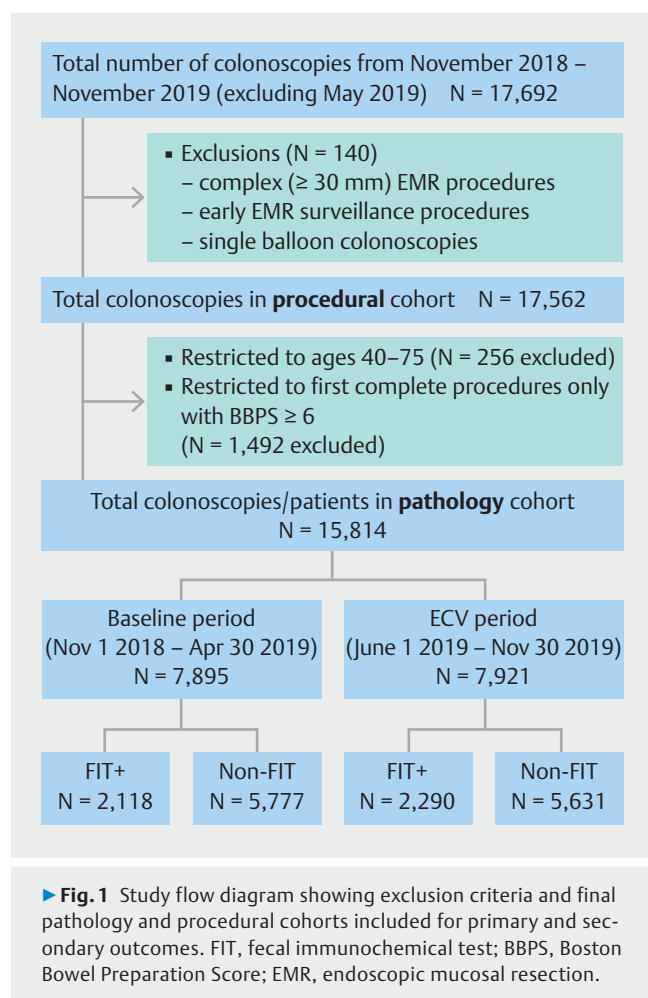 Total number of colonoscopies from November 2018 –
November 2019 (excluding May 2019) N = 17,692
▪ Exclusions (N = 140)
– complex (≥ 30 mm) EMR procedures
– early EMR surveillance procedures
– single balloon colonoscopies
Total colonoscopies in procedural cohort N = 17,562
▪ Restricted to ages 40–75 (N = 256 excluded)
▪ Restricted to first complete procedures only
with BBPS ≥ 6
(N = 1,492 excluded)
Total colonoscopies/patients in pathology cohort
N = 15,814
Baseline period
(Nov 1 2018 – Apr 30 2019)
N = 7,895
ECV period
(June 1 2019 – Nov 30 2019)
N = 7,921
FIT+
N = 2,118
Non-FIT
N = 5,777
FIT+
N = 2,290
Non-FIT
N = 5,631
▶ Fig. 1 Study flow diagram showing exclusion criteria and final
pathology and procedural cohorts included for primary and sec-
ondary outcomes. FIT, fecal immunochemical test; BBPS, Boston
Bowel Preparation Score; EMR, endoscopic mucosal resection.